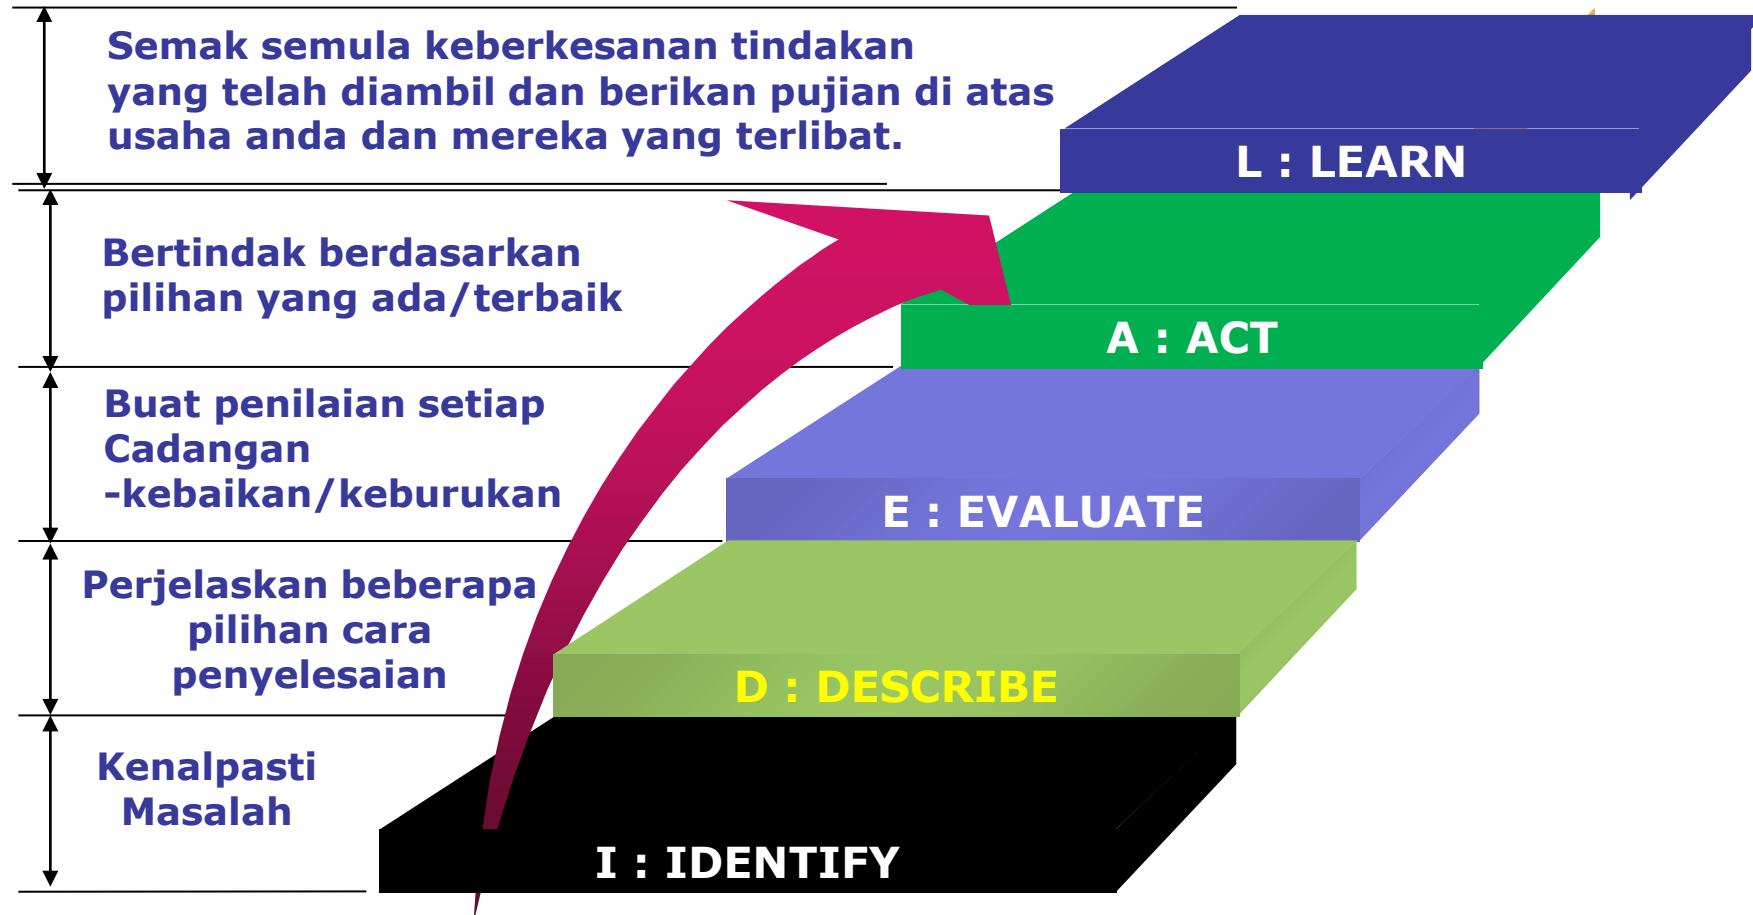 Semak semula keberkesanan tindakan
yang telah diambil dan berikan pujian di atas
usaha anda dan mereka yang terlibat.
L : LEARN
Bertindak berdasarkan
pilihan yang ada/terbaik
A : ACT
Buat penilaian setiap
Cadangan
-kebaikan/keburukan
E : EVALUATE
Perjelaskan beberapa
pilihan cara
penyelesaian
D : DESCRIBE
Kenalpasti
Masalah
I : IDENTIFY